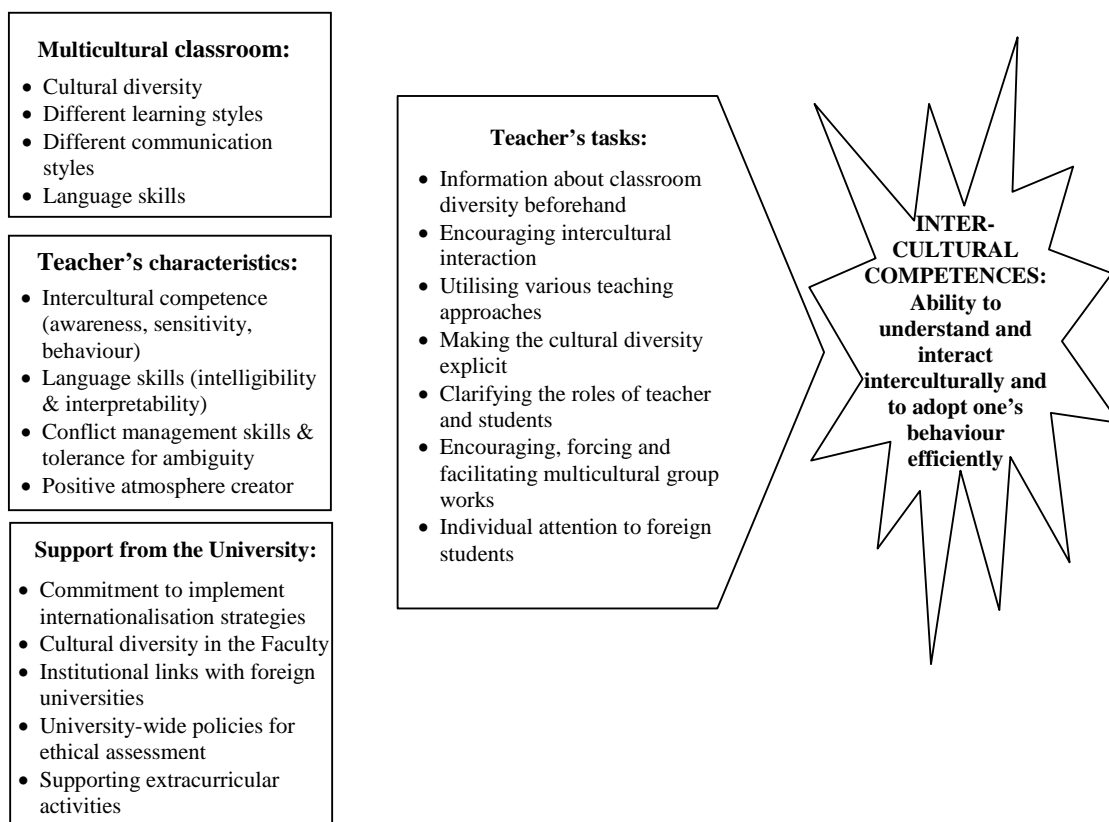 Multicultural classroom:
• Cultural diversity
• Different learning styles
• Different communication
styles
• Language skills
Teacher's characteristics:
• Intercultural competence
(awareness, sensitivity,
behaviour)
• Language skills (intelligibility
& interpretability)
• Conflict management skills &
tolerance for ambiguity
• Positive atmosphere creator
Support from the University:
• Commitment to implement
internationalisation strategies
• Cultural diversity in the Faculty
• Institutional links with foreign
universities
• University-wide policies for
ethical assessment
• Supporting extracurricular
activities
Teacher's tasks:
• Information about classroom
diversity beforehand
• Encouraging intercultural
interaction
• Utilising various teaching
approaches
• Making the cultural diversity
explicit
• Clarifying the roles of teacher
and students
• Encouraging, forcing and
facilitating multicultural group
works
• Individual attention to foreign
students
INTER-
CULTURAL
COMPETENCES:
Ability to
understand and
interact
interculturally and
to adopt one's
behaviour
efficiently